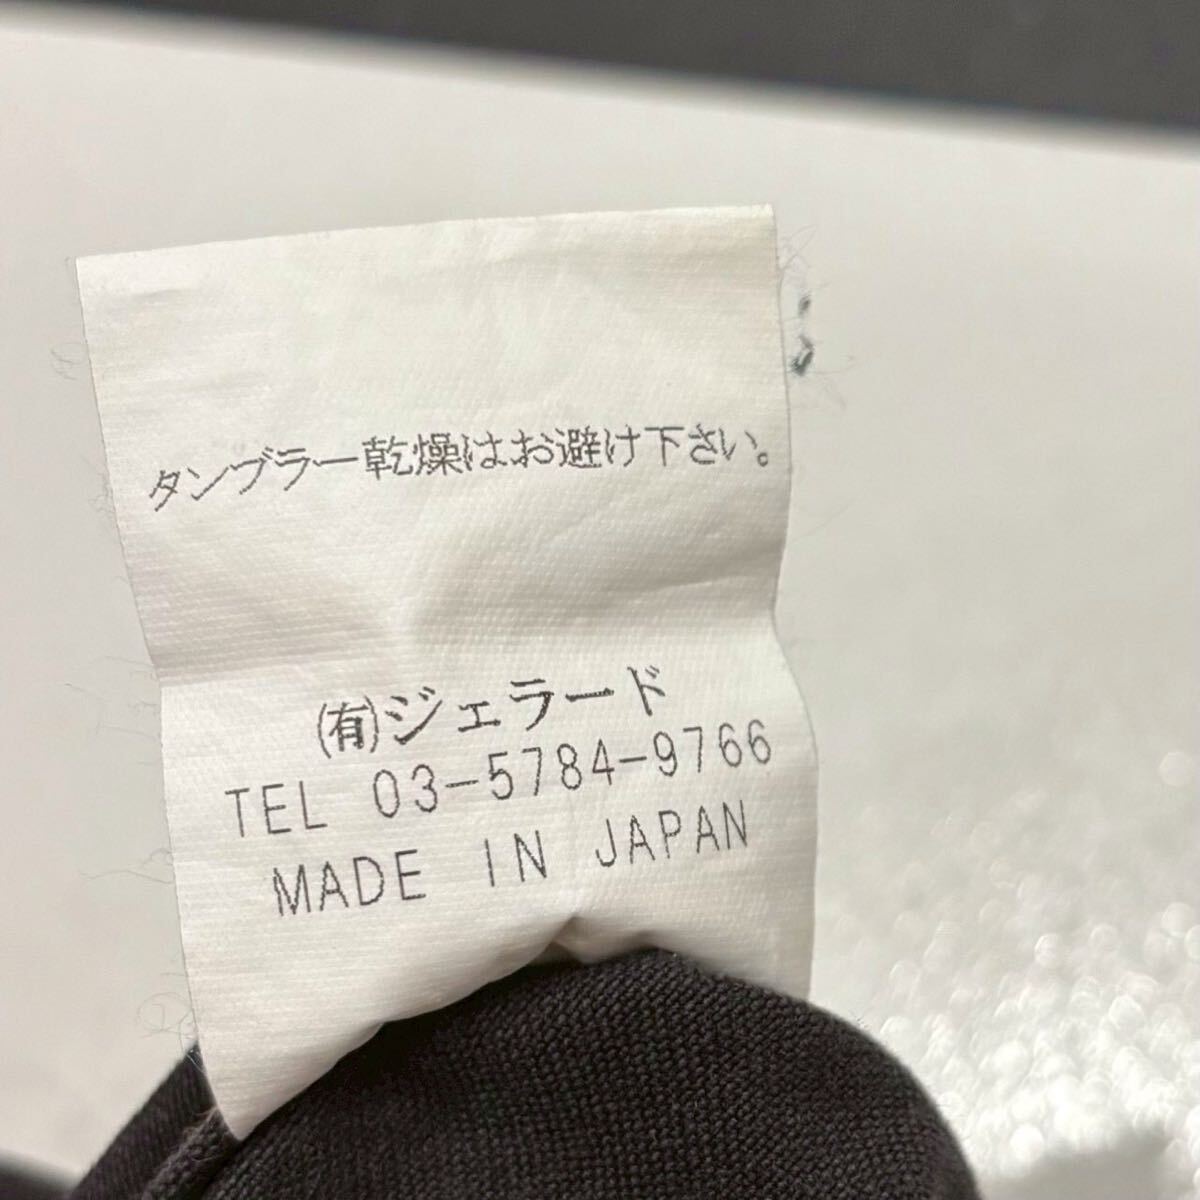 タンブラー乾燥はお避け下さい。
㈲ジェラード
TEL 03-5784-9766
MADE IN JAPAN